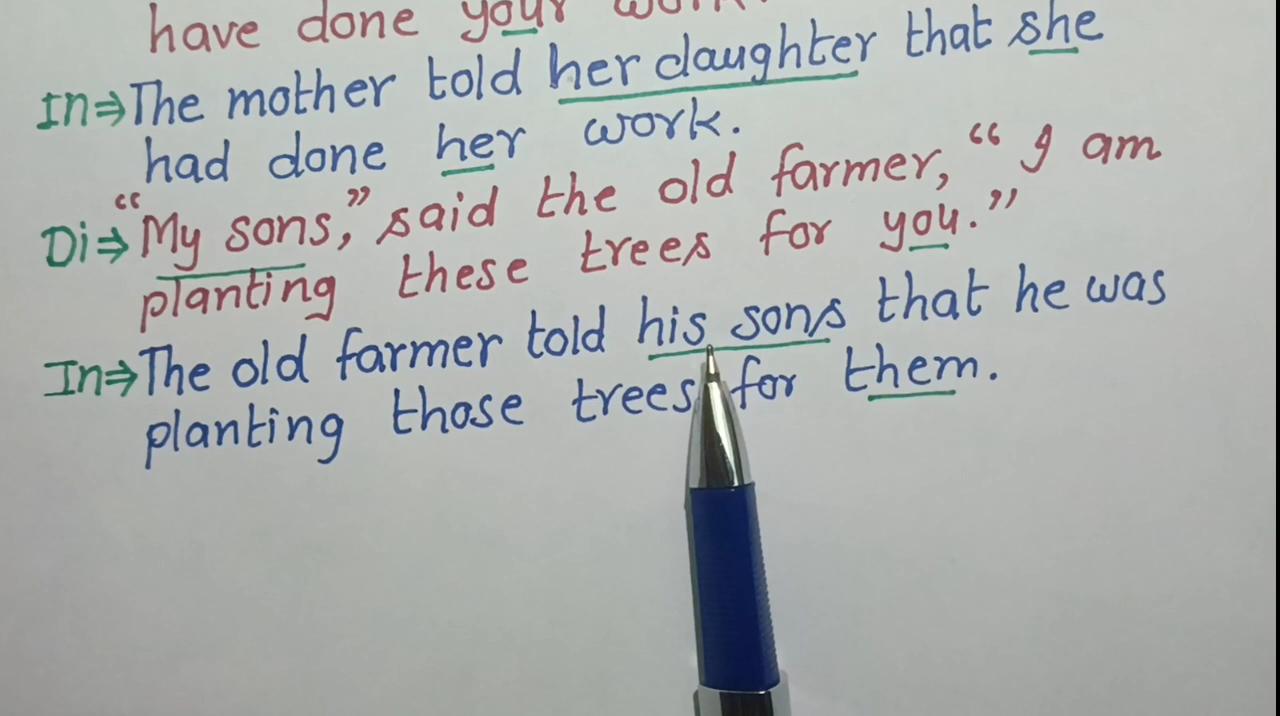 have done your work.
In⇒The mother told her daughter that she
had done her work.
Di⇒"My sons," said the old farmer, "I am
planting these trees for you."
In⇒The old farmer told his sons that he was
planting those trees for them.